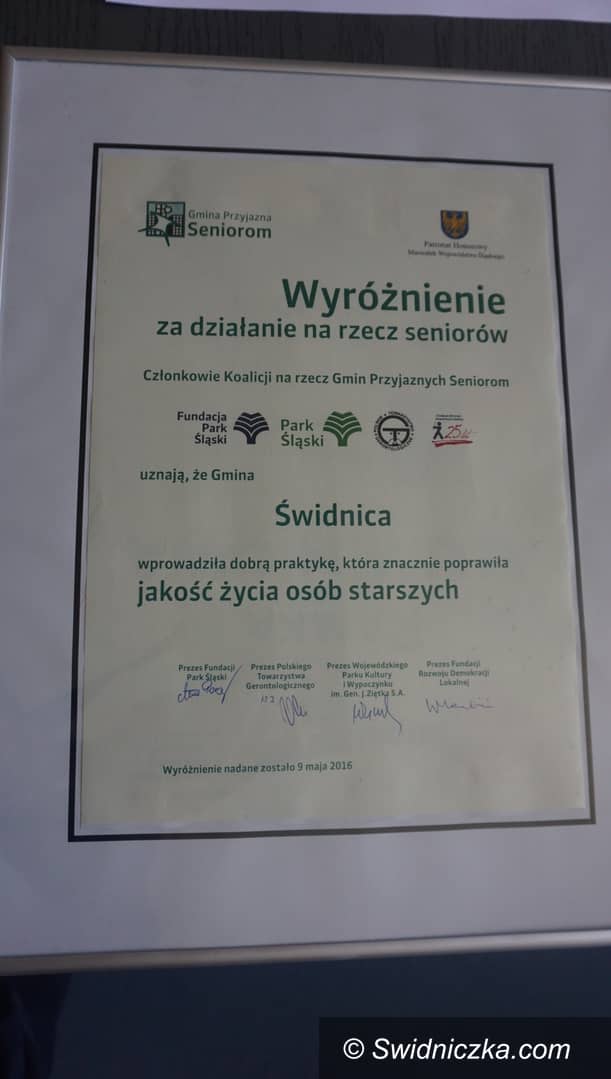 Gmina Przyjazna
Seniorom
Patronat Honorowy
Marszałek Województwa Śląskiego
Wyróżnienie
za działanie na rzecz seniorów
Członkowie Koalicji na rzecz Gmin Przyjaznych Seniorom
Fundacja
Park
Śląski
Park
Śląski
25 lat
uznają, że Gmina
Świdnica
wprowadziła dobrą praktykę, która znacznie poprawiła
jakość życia osób starszych
Prezes Fundacji
Park Śląski
Prezes Polskiego
Towarzystwa
Gerontologicznego
Prezes Wojewódzkiego
Parku Kultury
i Wypoczynku
im. Gen. J.Ziętka S.A.
Prezes Fundacji
Rozwoju Demokracji
Lokalnej
Wyróżnienie nadane zostało 9 maja 2016
© Swidniczka.com